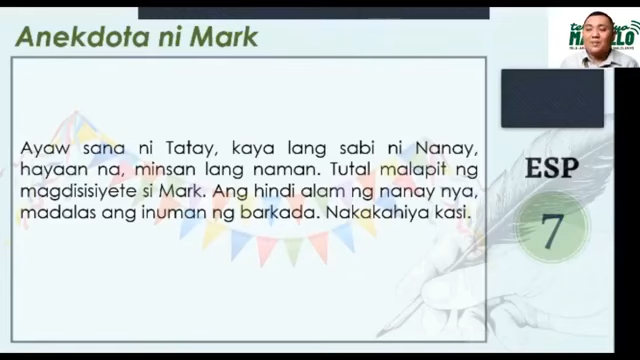 Anekdota ni Mark
Ayaw sana ni Tatay, kaya lang sabi ni Nanay,
hayaan na, minsan lang naman. Tutal malapit ng
magdisisiyete si Mark. Ang hindi alam ng nanay nya,
madalas ang inuman ng barkada. Nakakahiya kasi.
ESP
7